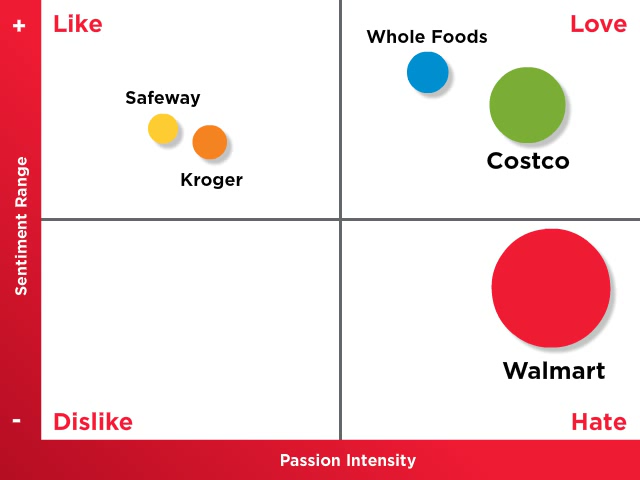 +
Like
Love
Whole Foods
Safeway
Costco
Kroger
Sentiment Range
Walmart
-
Dislike
Hate
Passion Intensity